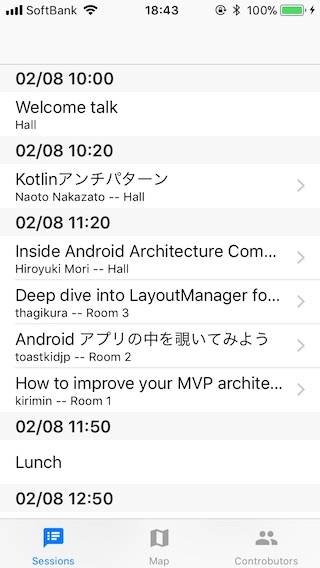 SoftBank 18:43 100%
02/08 10:00
Welcome talk
Hall
02/08 10:20
Kotlinアンチパターン
Naoto Nakazato -- Hall
02/08 11:20
Inside Android Architecture Com...
Hiroyuki Mori -- Hall
Deep dive into LayoutManager fo...
thagikura -- Room 3
Android アプリの中を覗いてみよう
toastkidjp -- Room 2
How to improve your MVP archite...
kirimin -- Room 1
02/08 11:50
Lunch
02/08 12:50
Sessions Map Controbutors